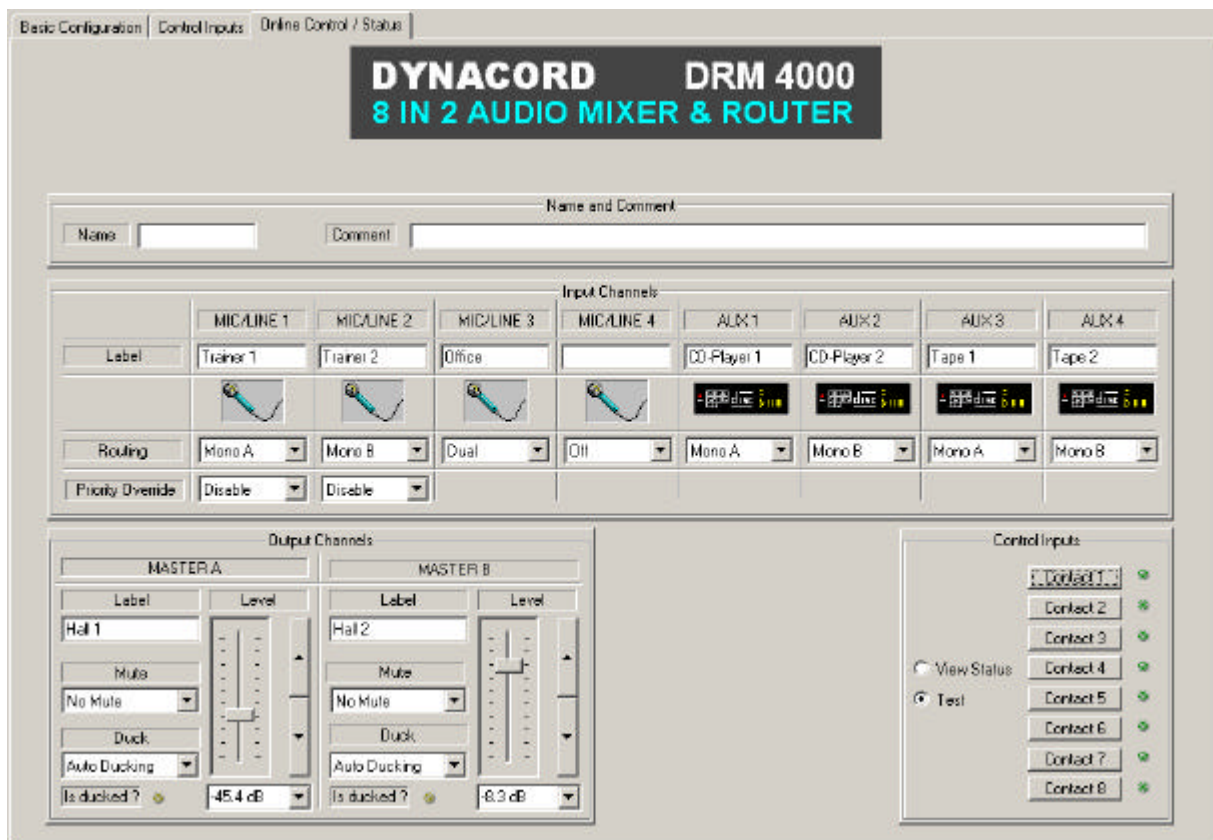 Basic Configuration Control Inputs Online Control / Status
DYNACORD DRM 4000
8 IN 2 AUDIO MIXER & ROUTER
Name and Comment
Name Comment
Input Channels
MIC/LINE 1 MIC/LINE 2 MIC/LINE 3 MIC/LINE 4 AUX 1 AUX 2 AUX 3 AUX 4
Label Trainer 1 Trainer 2 Office CD-Player 1 CD-Player 2 Tape 1 Tape 2
disc disc disc disc
Routing Mono A Mono B Dual Off Mono A Mono B Mono A Mono B
Priority Override Disable Disable
Output Channels
MASTER A MASTER B
Label Level Label Level
Hall 1 Hall 2
Mute Mute
No Mute No Mute
Duck Duck
Auto Ducking Auto Ducking
Is ducked ? -45.4 dB Is ducked ? -8.3 dB
Control Inputs
Contact 1
Contact 2
Contact 3
View Status Contact 4
Test Contact 5
Contact 6
Contact 7
Contact 8